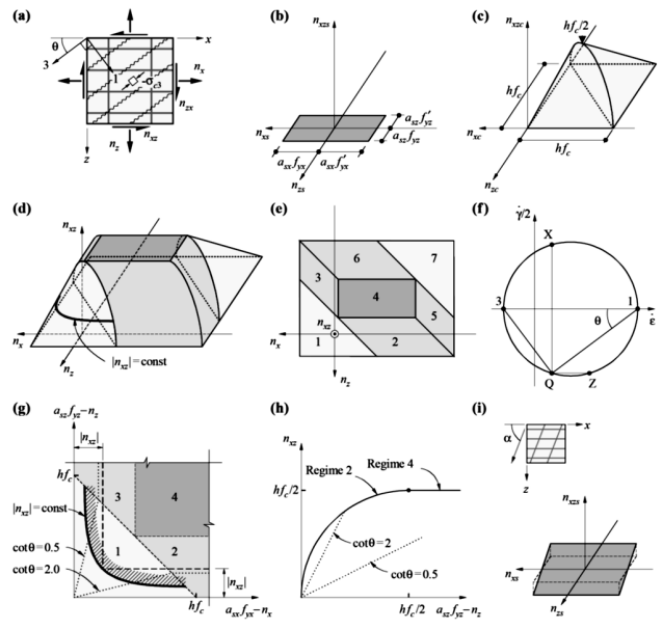 (a)
θ
x
3
1
-σc3
nx
nzx
nz
nxz
z
(b)
nxzs
nxs
asx fyx
asx f'yx
nzs
asz f'yz
asz fyz
(c)
nxzc
hfc/2
hfc
nxc
hfc
nzc
(d)
nxz
nx
nz
|nxz|=const
(e)
6
7
3
4
5
nxz
nx
1
2
nz
(f)
γ̇/2
X
3
1
θ
ε̇
Q
Z
(g)
asz fyz−nz
|nxz|
hfc
3
4
|nxz|=const
1
2
cotθ=0.5
cotθ=2.0
|nxz|
hfc
asx fyx−nx
(h)
nxz
Regime 2
Regime 4
hfc/2
cotθ=2
cotθ=0.5
hfc/2
asz fyz−nz
(i)
x
α
z
nxzs
nxs
nzs